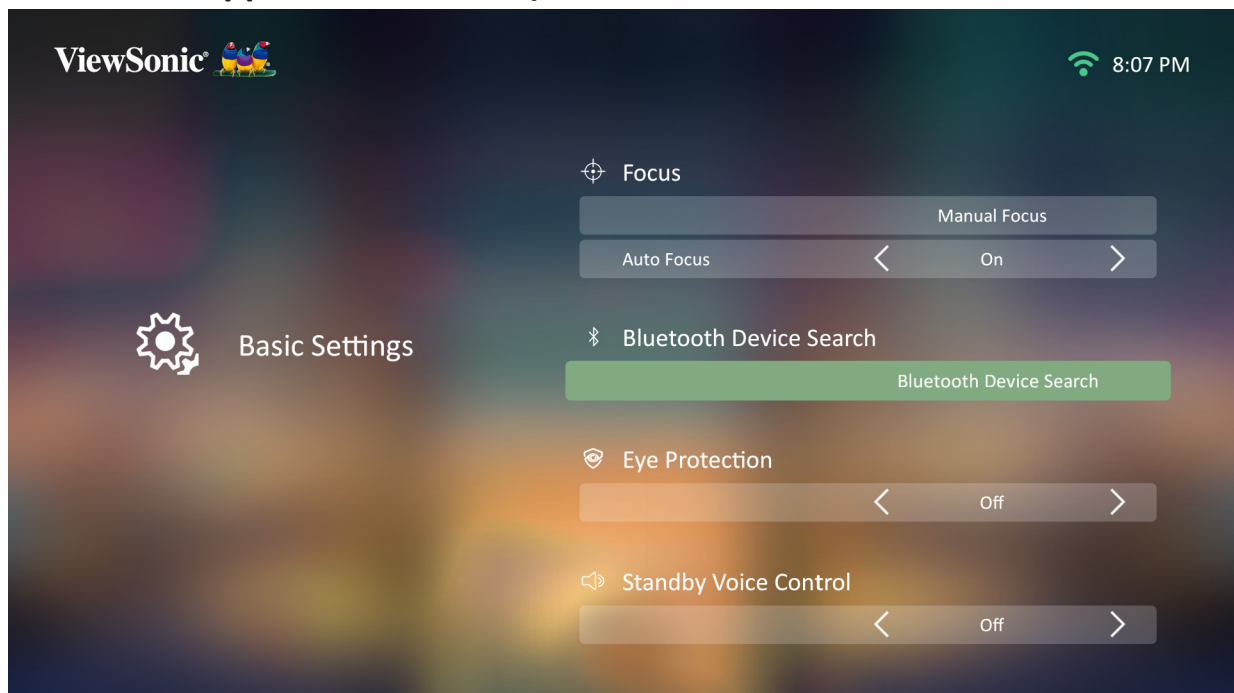 ViewSonic®
8:07 PM
Focus
Manual Focus
Auto Focus On
Basic Settings
Bluetooth Device Search
Bluetooth Device Search
Eye Protection
Off
Standby Voice Control
Off